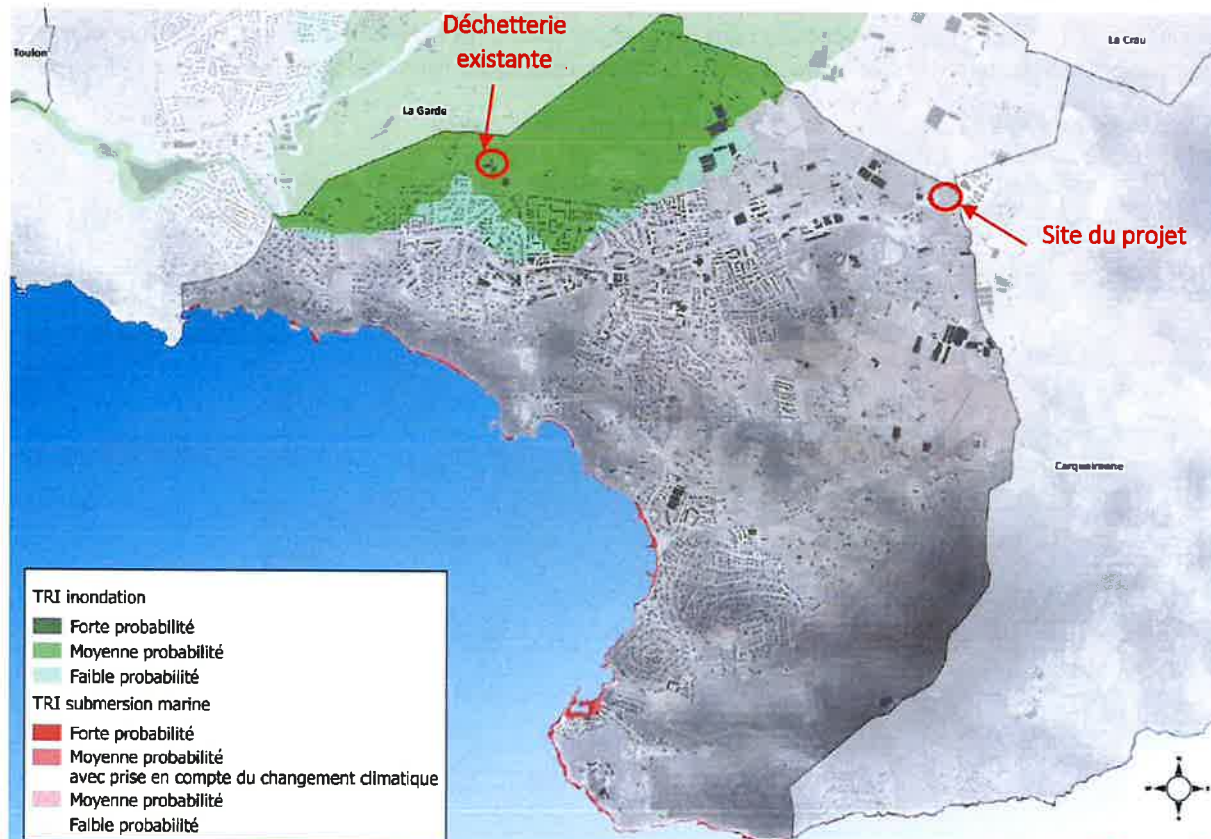 Déchetterie
existante
Toulon
La Crau
La Garde
Site du projet
Carqueiranne
TRI inondation
Forte probabilité
Moyenne probabilité
Faible probabilité
TRI submersion marine
Forte probabilité
Moyenne probabilité
avec prise en compte du changement climatique
Moyenne probabilité
Faible probabilité